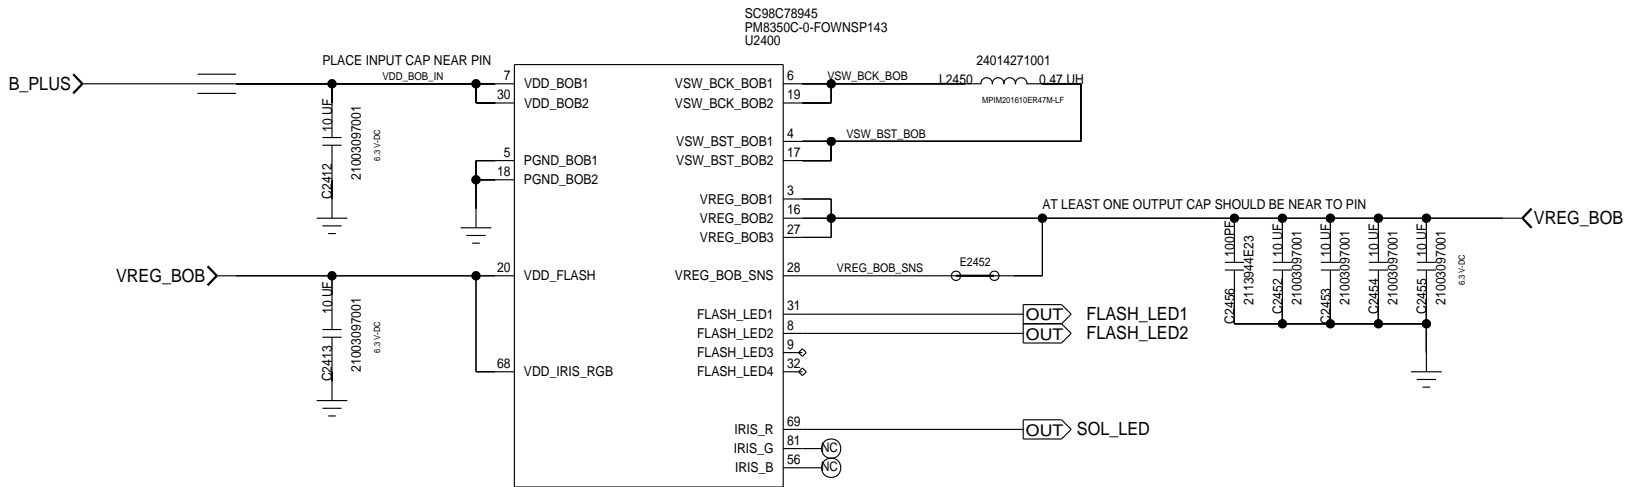 SC98C78945
PM8350C-0-FOWNSP143
U2400
B_PLUS
PLACE INPUT CAP NEAR PIN
VDD_BOB_IN
10 UF
C2412
21003097001
6.3 V-DC
7 VDD_BOB1
30 VDD_BOB2
5 PGND_BOB1
18 PGND_BOB2
VREG_BOB
10 UF
C2413
21003097001
6.3 V-DC
20 VDD_FLASH
68 VDD_IRIS_RGB
VSW_BCK_BOB1 6
VSW_BCK_BOB2 19
VSW_BST_BOB1 4
VSW_BST_BOB2 17
VREG_BOB1 3
VREG_BOB2 16
VREG_BOB3 27
VREG_BOB_SNS 28
FLASH_LED1 31
FLASH_LED2 8
FLASH_LED3 9
FLASH_LED4 32
IRIS_R 69
IRIS_G 81 NC
IRIS_B 56 NC
VSW_BCK_BOB
24014271001
L2450 0.47 UH
MPIM201610ER47M-LF
VSW_BST_BOB
AT LEAST ONE OUTPUT CAP SHOULD BE NEAR TO PIN
VREG_BOB
VREG_BOB_SNS
E2452
C2456 100PF
2113944E23
C2452 10 UF
21003097001
C2453 10 UF
21003097001
C2454 10 UF
21003097001
C2455 10 UF
21003097001
6.3 V-DC
OUT FLASH_LED1
OUT FLASH_LED2
OUT SOL_LED